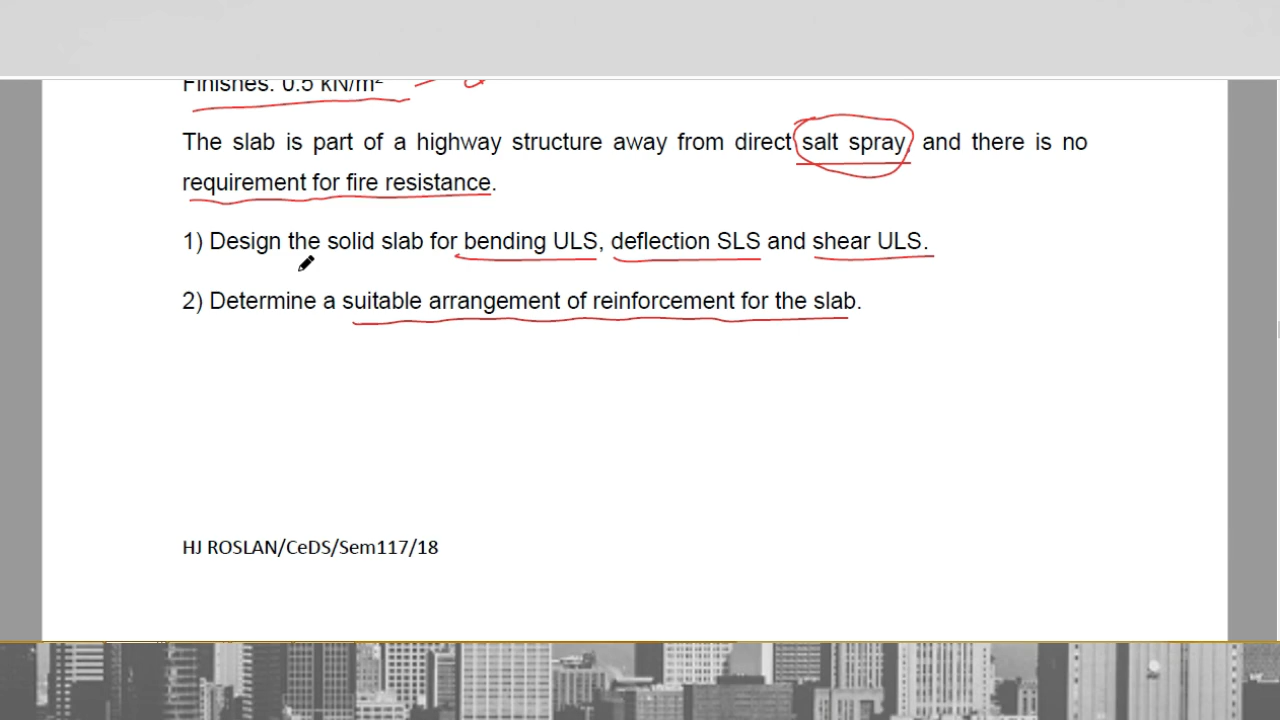 Finishes: 0.5 kN/m²
The slab is part of a highway structure away from direct salt spray, and there is no
requirement for fire resistance.
1) Design the solid slab for bending ULS, deflection SLS and shear ULS.
2) Determine a suitable arrangement of reinforcement for the slab.
HJ ROSLAN/CeDS/Sem117/18